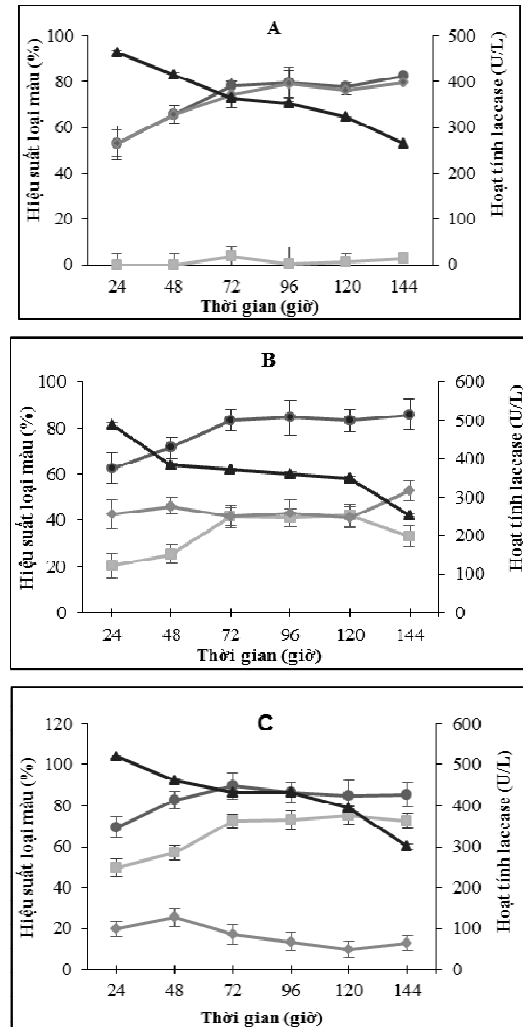 A
Hiệu suất loại màu (%)
100
80
60
40
20
0
500
400
300
200
100
0
Hoạt tính laccase (U/L)
24 48 72 96 120 144
Thời gian (giờ)
B
Hiệu suất loại màu (%)
100
80
60
40
20
0
600
500
400
300
200
100
0
Hoạt tính laccase (U/L)
24 48 72 96 120 144
Thời gian (giờ)
C
Hiệu suất loại màu (%)
120
100
80
60
40
20
0
600
500
400
300
200
100
0
Hoạt tính laccase (U/L)
24 48 72 96 120 144
Thời gian (giờ)